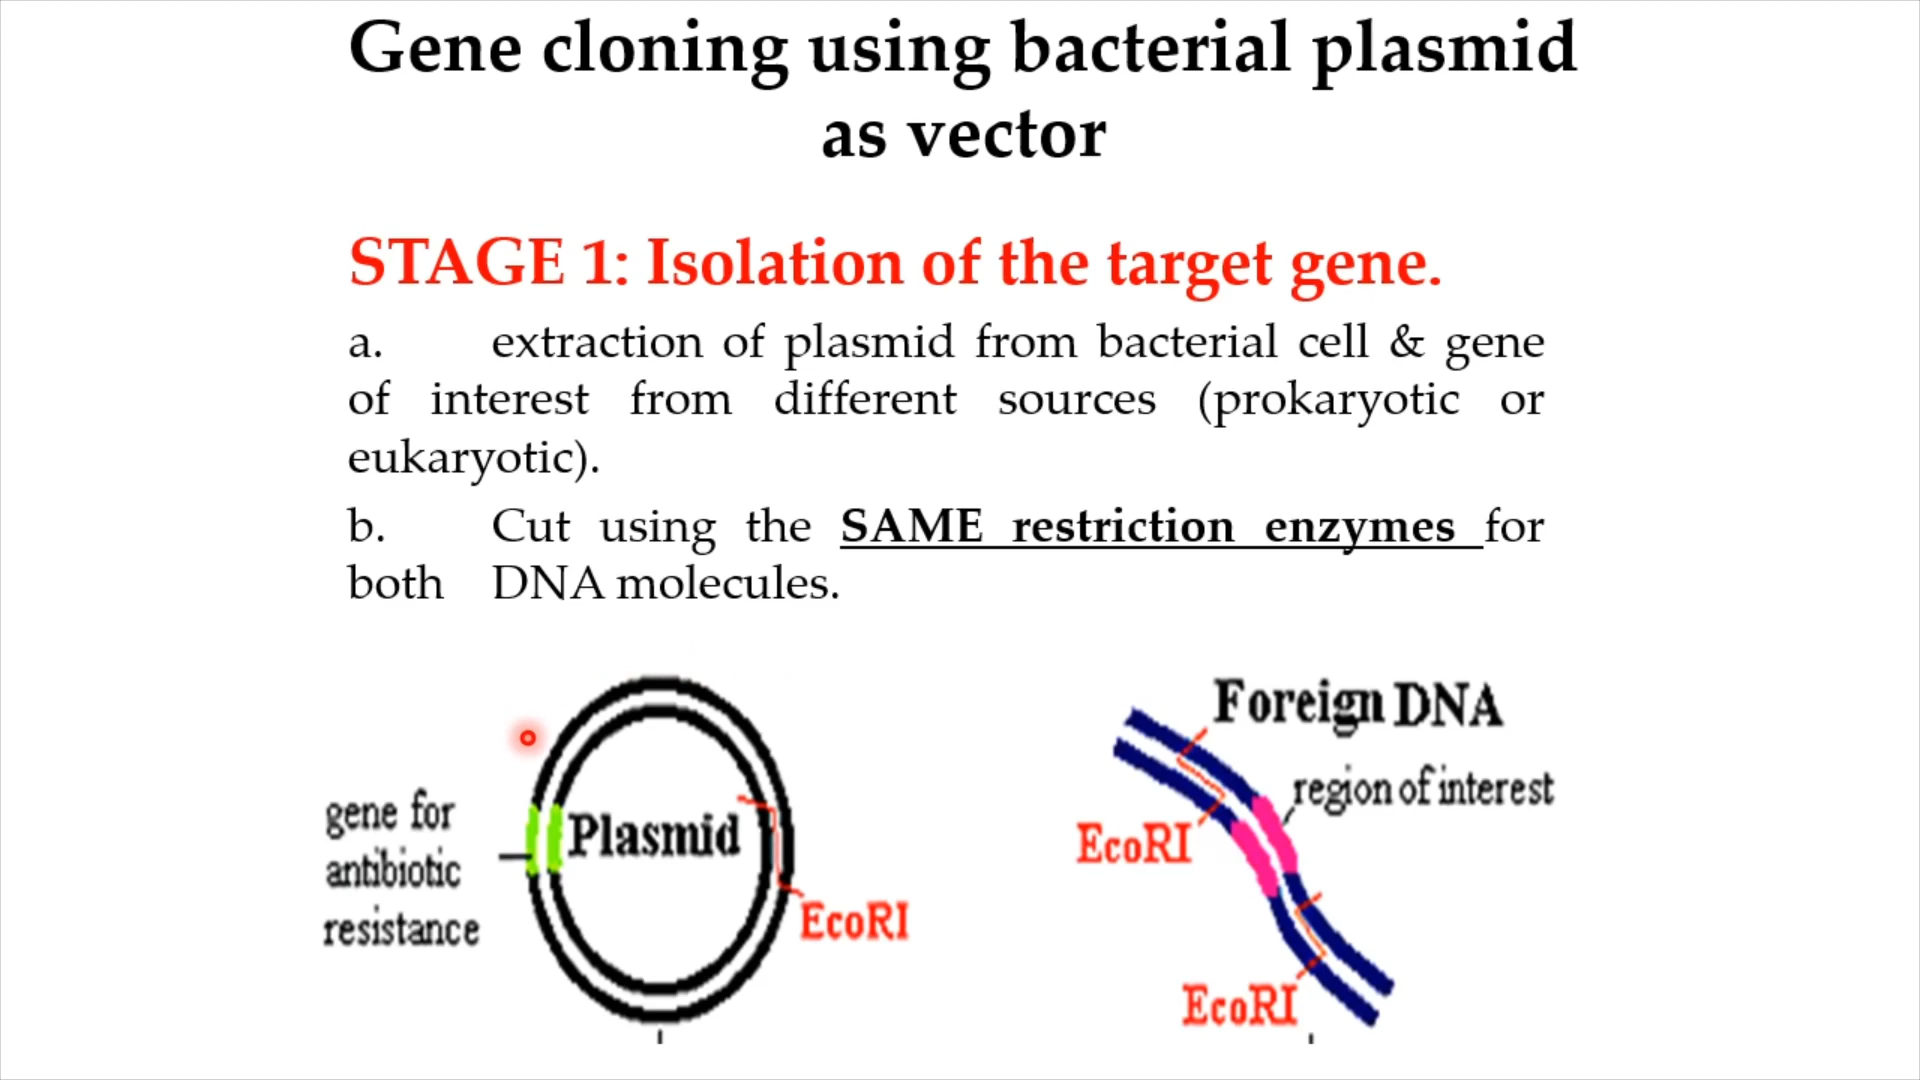 Gene cloning using bacterial plasmid
as vector
STAGE 1: Isolation of the target gene.
a. extraction of plasmid from bacterial cell & gene
of interest from different sources (prokaryotic or
eukaryotic).
b. Cut using the SAME restriction enzymes for
both DNA molecules.
gene for
antibiotic
resistance
Plasmid
EcoRI
Foreign DNA
region of interest
EcoRI
EcoRI